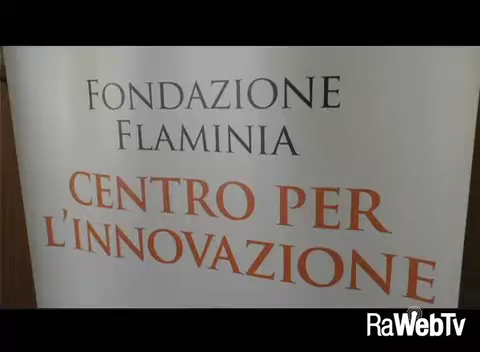 FONDAZIONE
FLAMINIA
CENTRO PER
L'INNOVAZIONE
RaWebTv